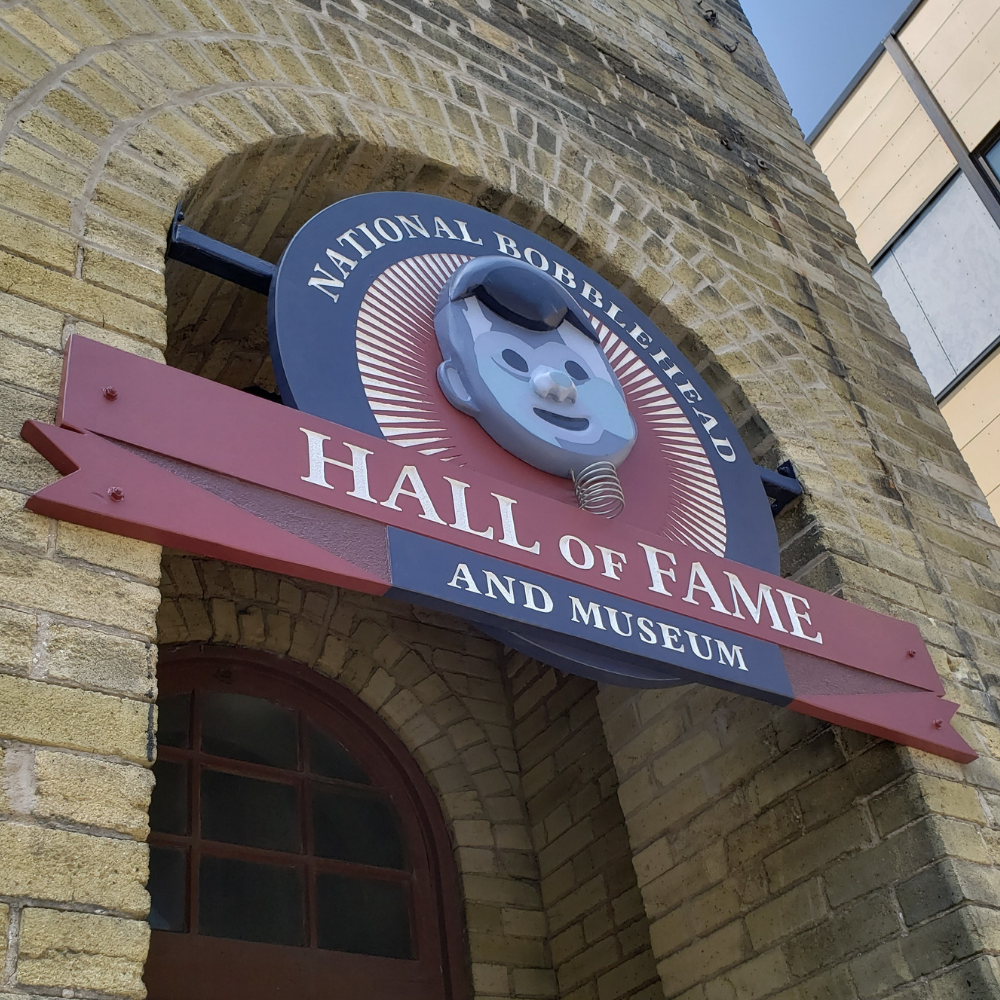 NATIONAL BOBBLEHEAD
HALL OF FAME
AND MUSEUM